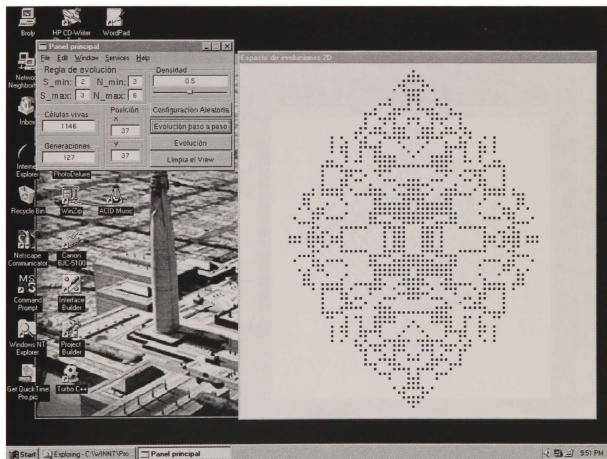 Broly
HP CD-Writer
WordPad
Panel principal
File Edit Window Services Help
Regla de evolución
S_min: 2 N_min: 3
S_max: 3 N_max: 6
Densidad
0.5
Células vivas
1146
Posición
X
37
Y
37
Generaciones
127
Configuracion Aleatoria
Evolución paso a paso
Evolución
Limpia el View
Espacio de evoluciones 2D
Network
Neighborhood
Inbox
Internet
Explorer
PhotoDeluxe
Recycle Bin
WinZip
ACID Music
Netscape
Communicator
Canon
BJC-5100
MS
Command
Prompt
Interface
Builder
Windows NT
Explorer
Project
Builder
Get QuickTime
Pro.pic
Turbo C++
Start
Exploring - C:\WINNT\Pro...
Panel principal
9:51 PM